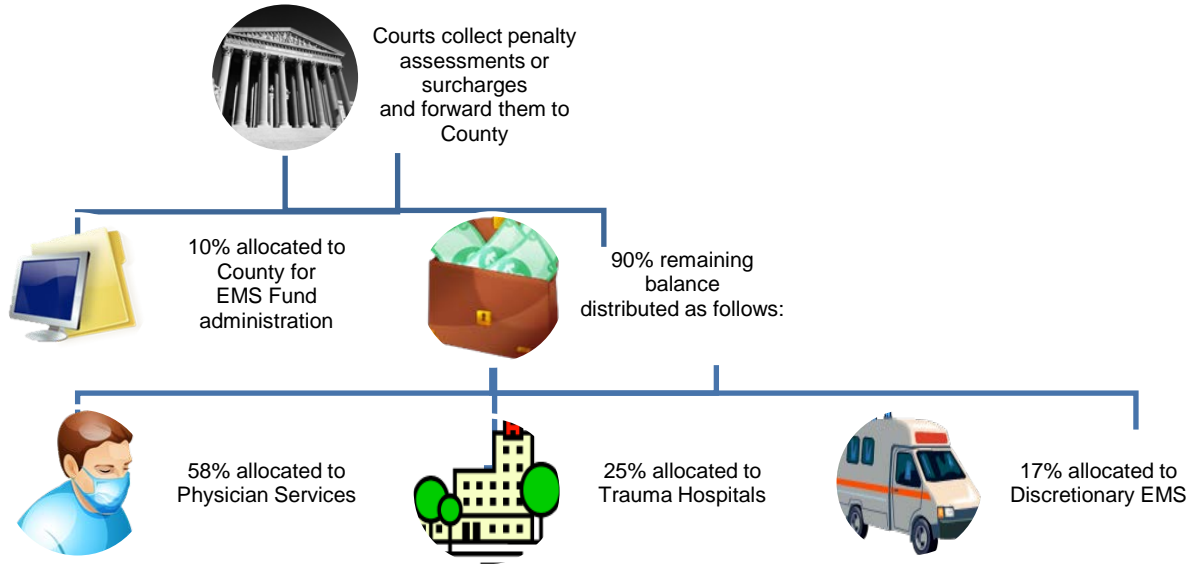 Courts collect penalty
assessments or
surcharges
and forward them to
County
10% allocated to
County for
EMS Fund
administration
90% remaining
balance
distributed as follows:
58% allocated to
Physician Services
H
25% allocated to
Trauma Hospitals
17% allocated to
Discretionary EMS